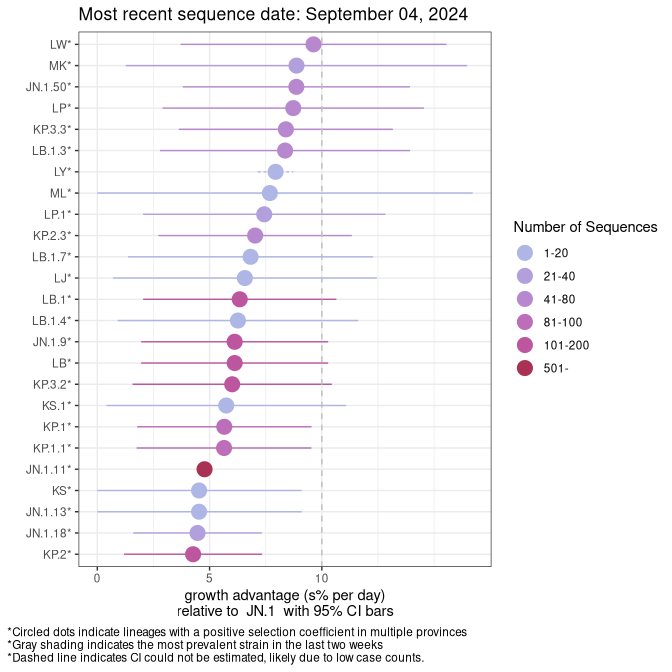 Most recent sequence date: September 04, 2024
LW*
MK*
JN.1.50*
LP*
KP.3.3*
LB.1.3*
LY*
ML*
LP.1*
KP.2.3*
LB.1.7*
LJ*
LB.1*
LB.1.4*
JN.1.9*
LB*
KP.3.2*
KS.1*
KP.1*
KP.1.1*
JN.1.11*
KS*
JN.1.13*
JN.1.18*
KP.2*
0 5 10
growth advantage (s% per day)
relative to JN.1 with 95% CI bars
Number of Sequences
1-20
21-40
41-80
81-100
101-200
501-
*Circled dots indicate lineages with a positive selection coefficient in multiple provinces
*Gray shading indicates the most prevalent strain in the last two weeks
*Dashed line indicates CI could not be estimated, likely due to low case counts.